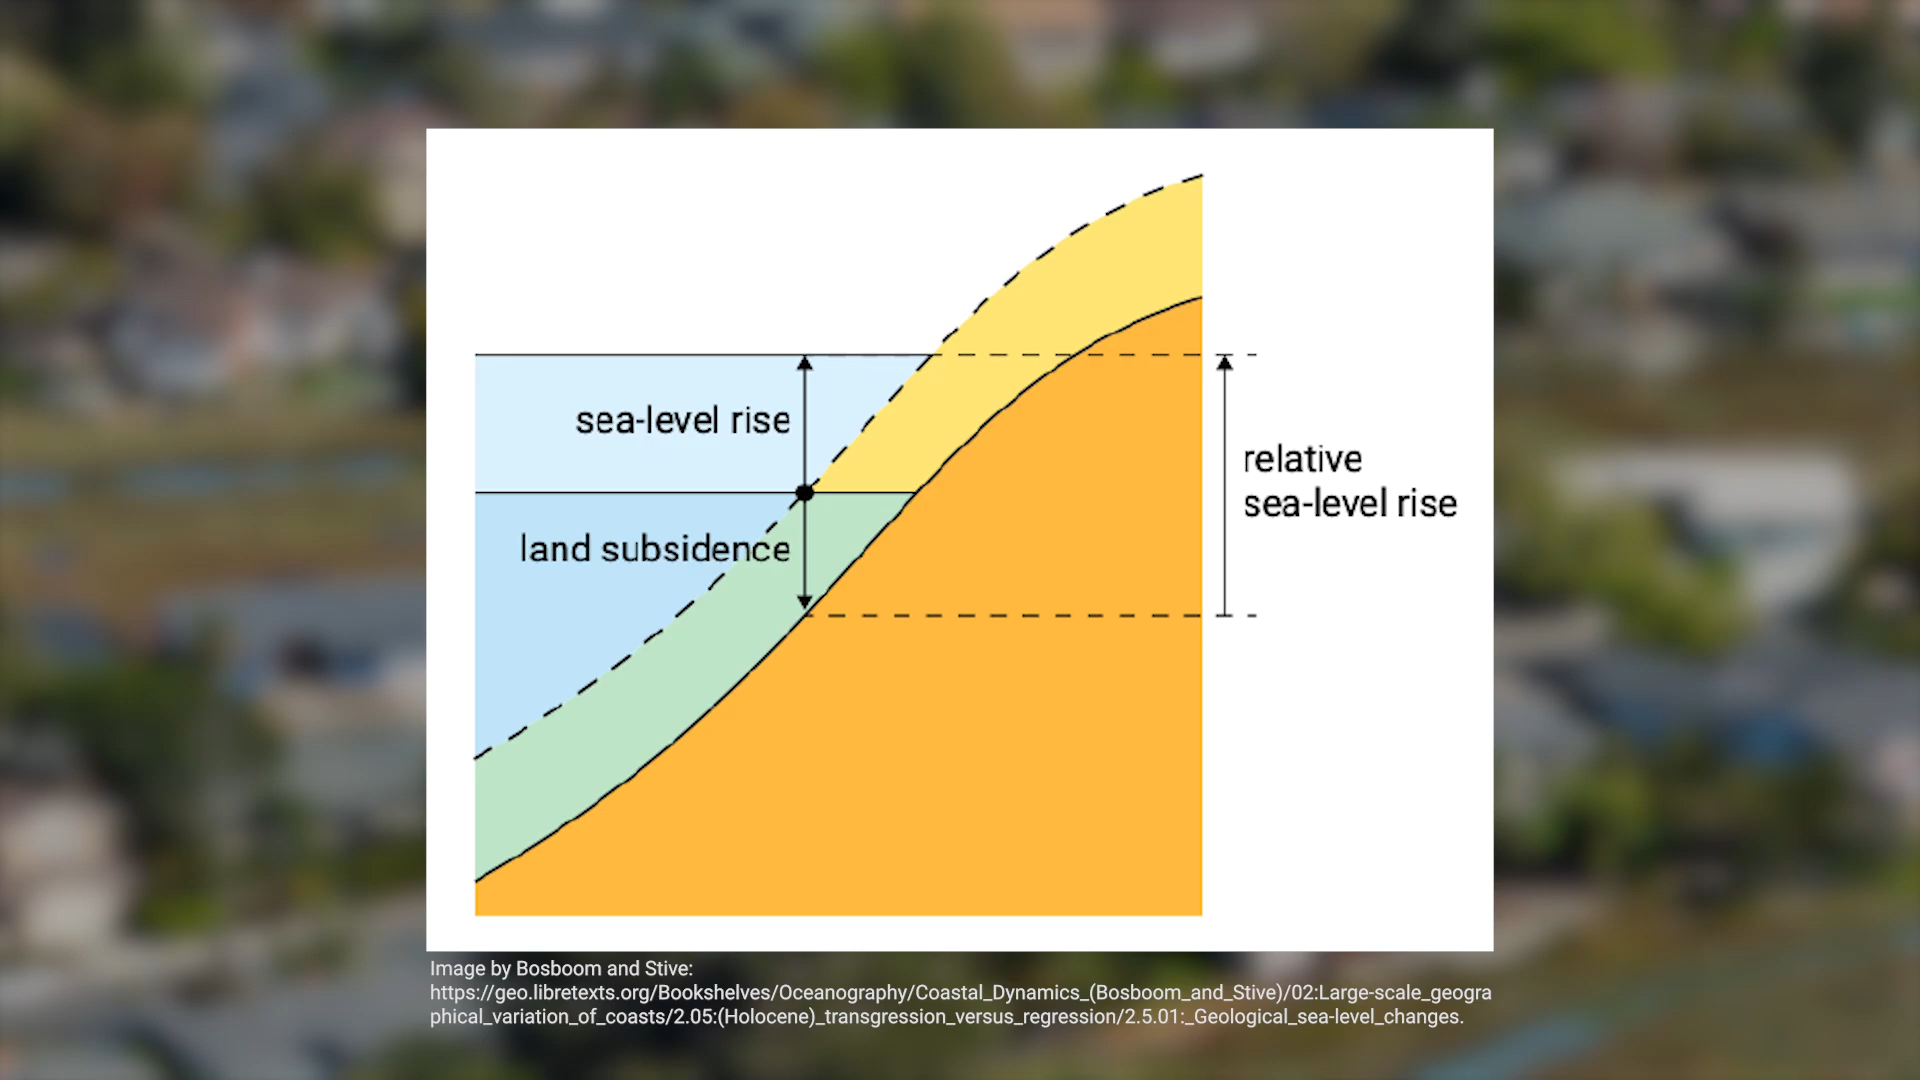 sea-level rise
land subsidence
relative
sea-level rise
Image by Bosboom and Stive:
https://geo.libretexts.org/Bookshelves/Oceanography/Coastal_Dynamics_(Bosboom_and_Stive)/02:Large-scale_geogra
phical_variation_of_coasts/2.05:(Holocene)_transgression_versus_regression/2.5.01:_Geological_sea-level_changes.